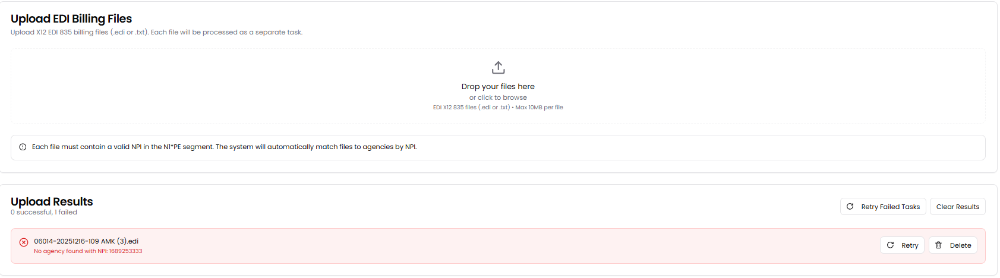 Upload EDI Billing Files
Upload X12 EDI 835 billing files (.edi or .txt). Each file will be processed as a separate task.
Drop your files here
or click to browse
EDI X12 835 files (.edi or .txt) • Max 10MB per file
Each file must contain a valid NPI in the N1*PE segment. The system will automatically match files to agencies by NPI.
Upload Results
0 successful, 1 failed
Retry Failed Tasks
Clear Results
06014-20251216-109 AMK (3).edi
No agency found with NPI: 1689253333
Retry
Delete